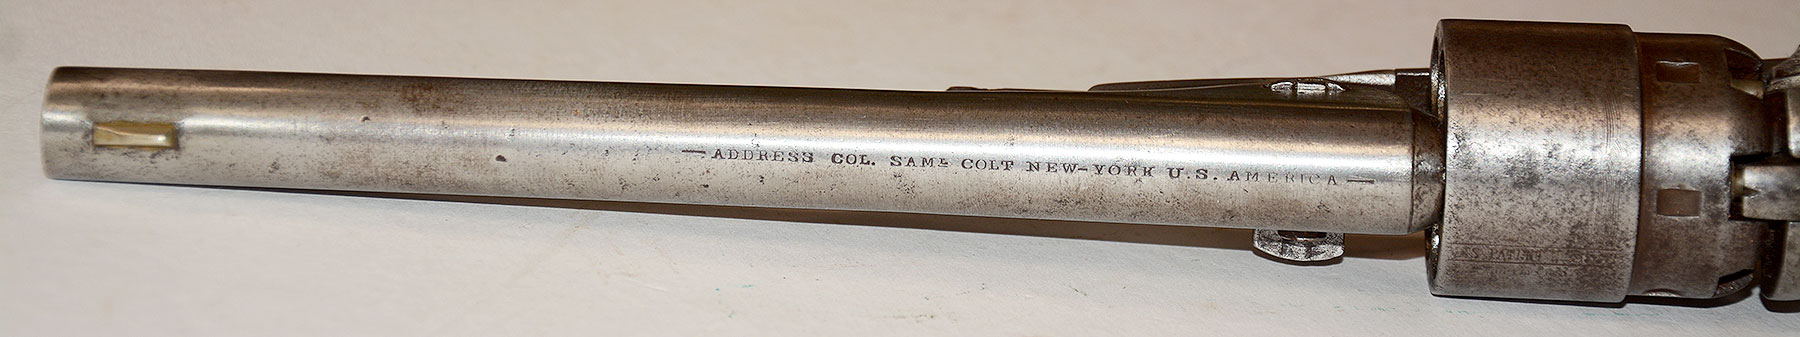 —ADDRESS COL. SAMᴸ COLT NEW-YORK U.S. AMERICA—